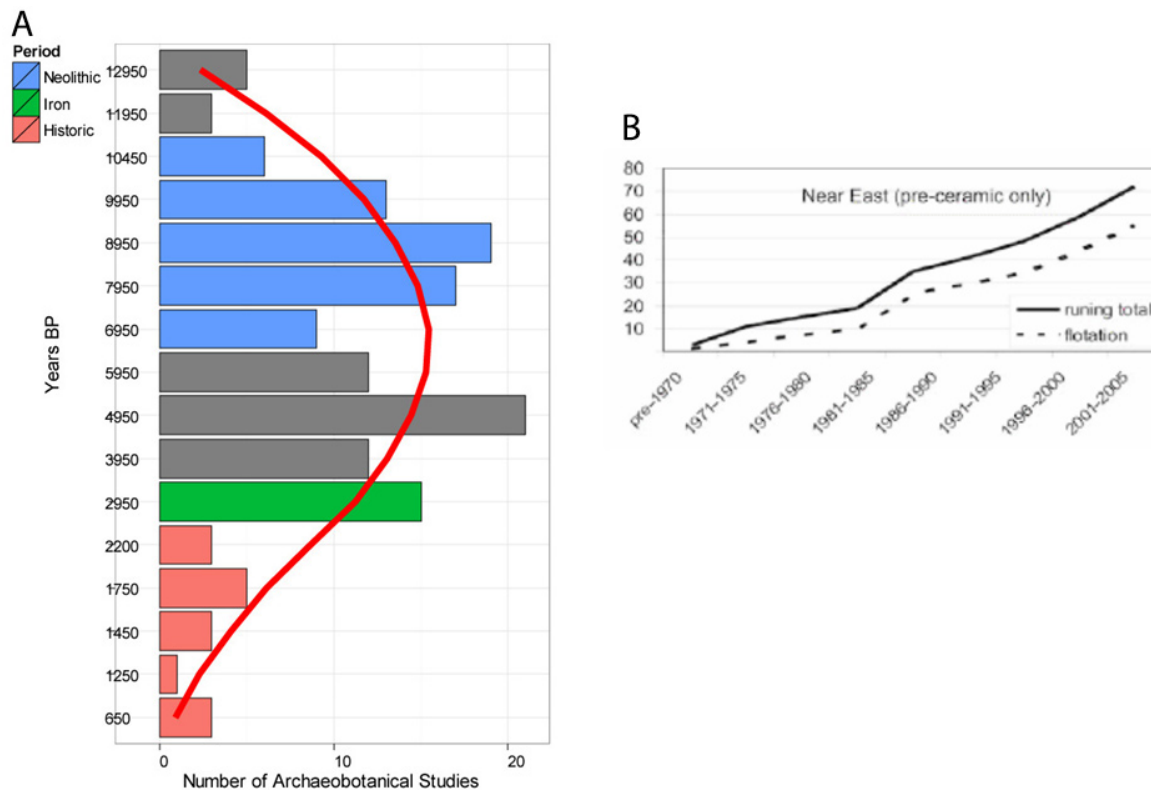 A
Period
Neolithic
Iron
Historic
12950
11950
10450
9950
8950
7950
6950
5950
4950
3950
2950
2200
1750
1450
1250
650
Years BP
0 10 20
Number of Archaeobotanical Studies
B
Near East (pre-ceramic only)
80
70
60
50
40
30
20
10
runing total
flotation
pre-1970 1971-1975 1976-1980 1981-1985 1986-1990 1991-1995 1998-2000 2001-2005